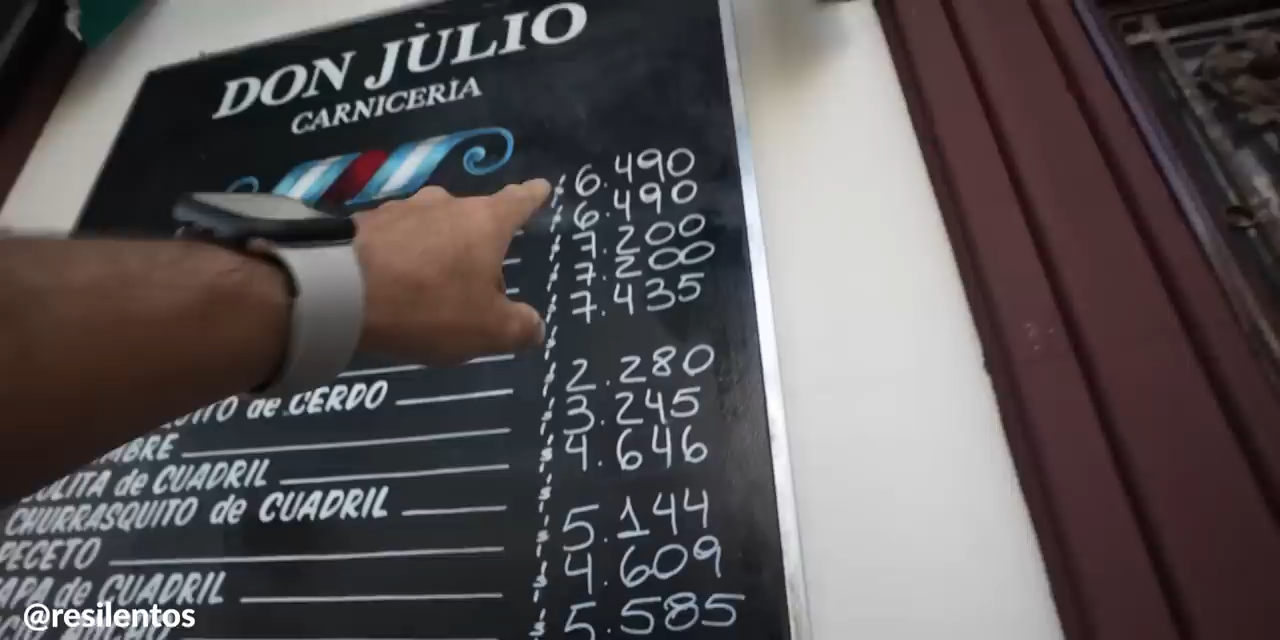 DON JULIO
CARNICERIA
6.490
6.490
7.200
7.200
7.435
2.280
de CERDO 3.245
4.646
de CUADRIL
CHURRASQUITO de CUADRIL 5.144
PECETO 4.609
de CUADRIL 5.585
@resilentos